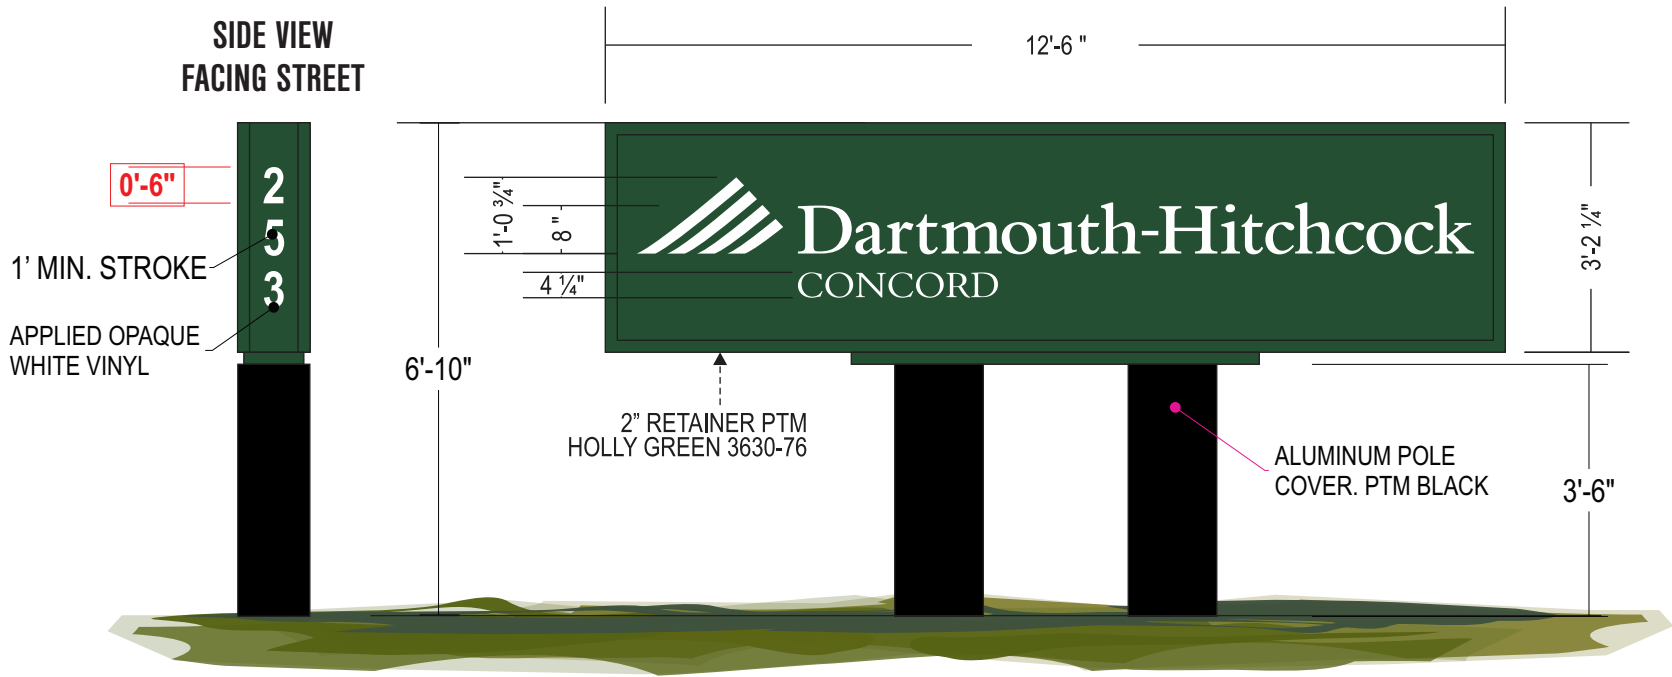 SIDE VIEW
FACING STREET
12'-6 "
0'-6"
2
5
3
1’ MIN. STROKE
APPLIED OPAQUE
WHITE VINYL
6'-10"
1'-0 ¾"
8 "
4 ¼"
Dartmouth-Hitchcock
CONCORD
3'-2 ¼"
2” RETAINER PTM
HOLLY GREEN 3630-76
ALUMINUM POLE
COVER. PTM BLACK
3'-6"